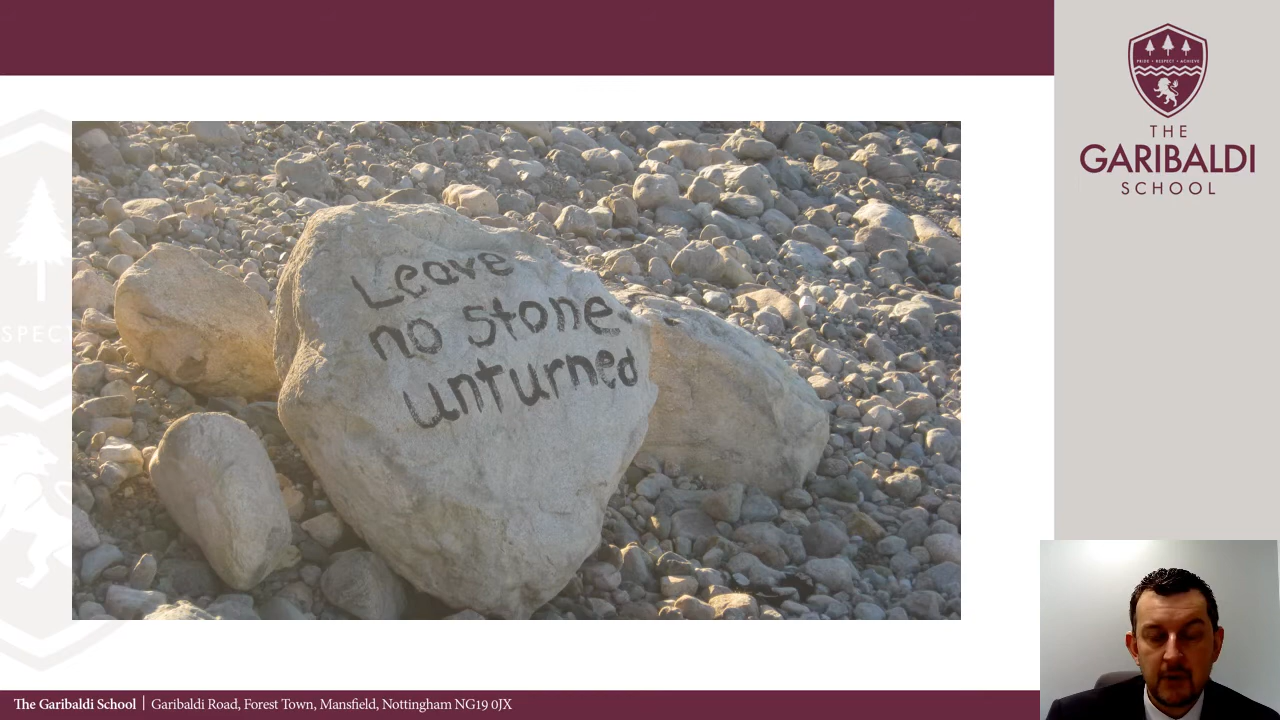 PRIDE • RESPECT • ACHIEVE
THE
GARIBALDI
SCHOOL
Leave
no stone
unturned
SPECT
The Garibaldi School | Garibaldi Road, Forest Town, Mansfield, Nottingham NG19 0JX